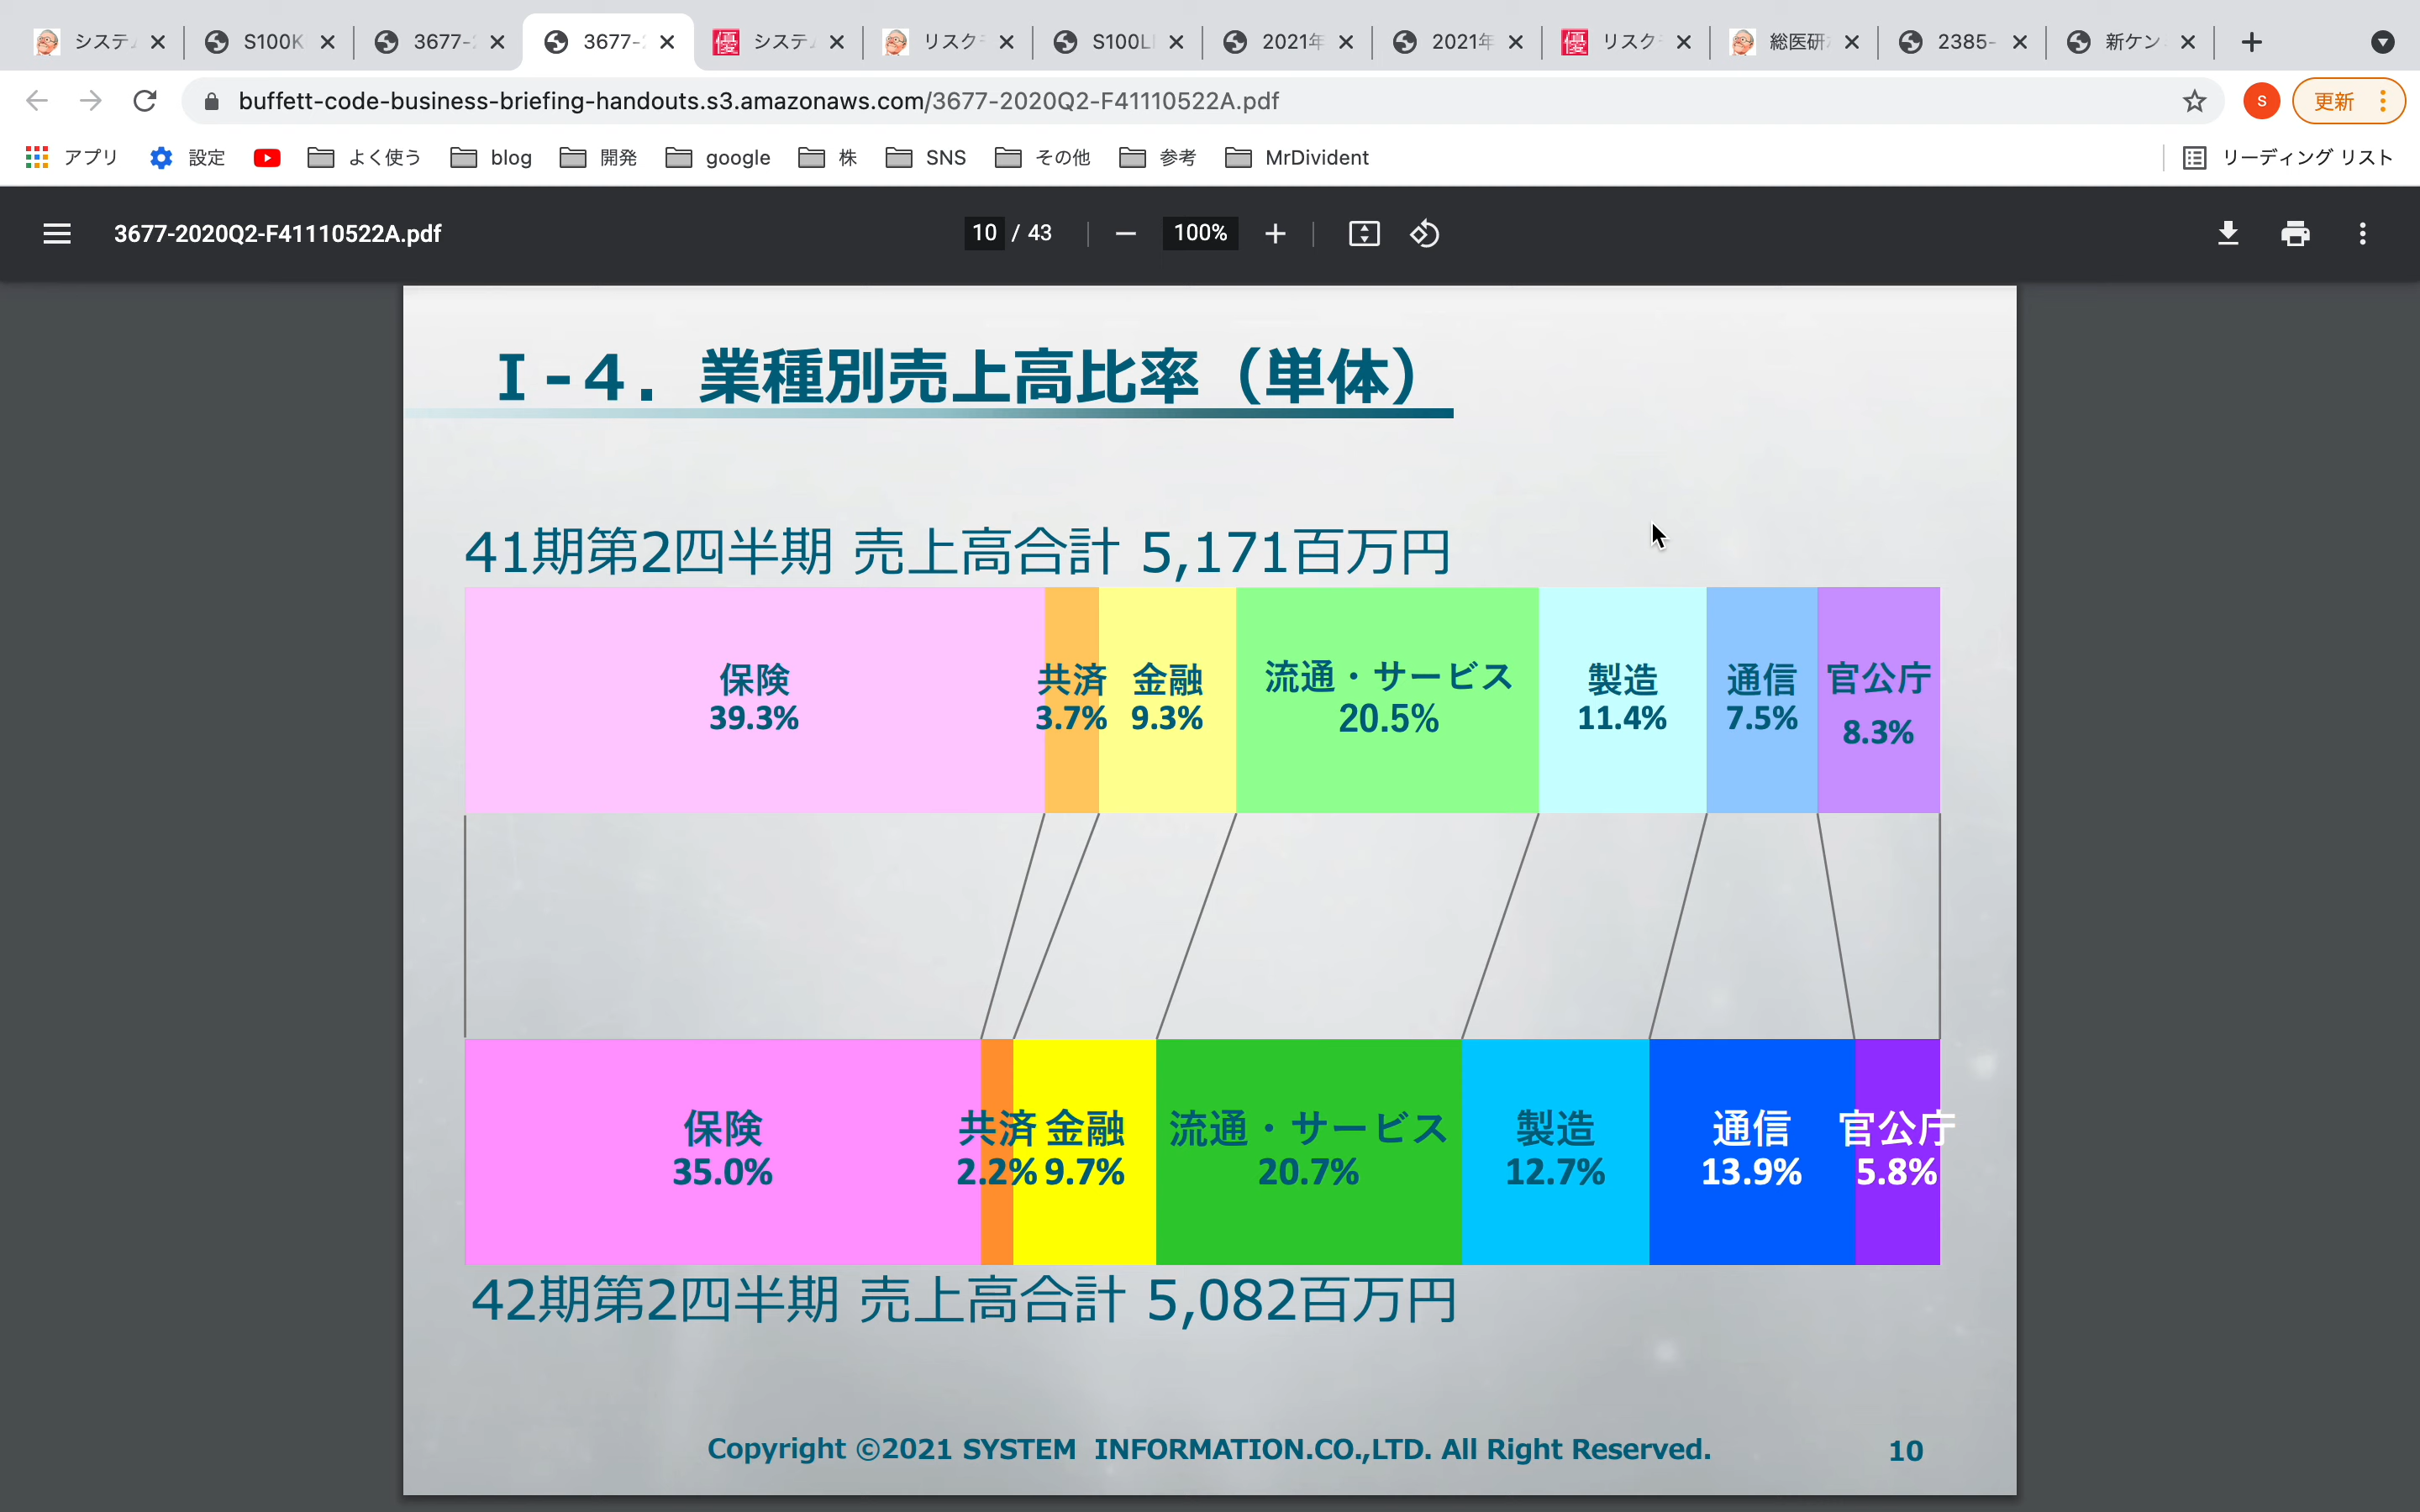 システ
S100K
3677-
3677-
システ
リスク
S100L
2021年
2021年
優
リスク
総医研
2385-
新ケン
buffett-code-business-briefing-handouts.s3.amazonaws.com/3677-2020Q2-F41110522A.pdf
S
更新
アプリ 設定 よく使う blog 開発 google 株 SNS その他 参考 MrDivident リーディング リスト
3677-2020Q2-F41110522A.pdf 10 / 43 100%
Ⅰ-4．業種別売上高比率（単体）
41期第2四半期 売上高合計 5,171百万円
保険 共済 金融 流通・サービス 製造 通信 官公庁
39.3% 3.7% 9.3% 20.5% 11.4% 7.5% 8.3%
保険 共済 金融 流通・サービス 製造 通信 官公庁
35.0% 2.2% 9.7% 20.7% 12.7% 13.9% 5.8%
42期第2四半期 売上高合計 5,082百万円
Copyright ©2021 SYSTEM INFORMATION.CO.,LTD. All Right Reserved. 10